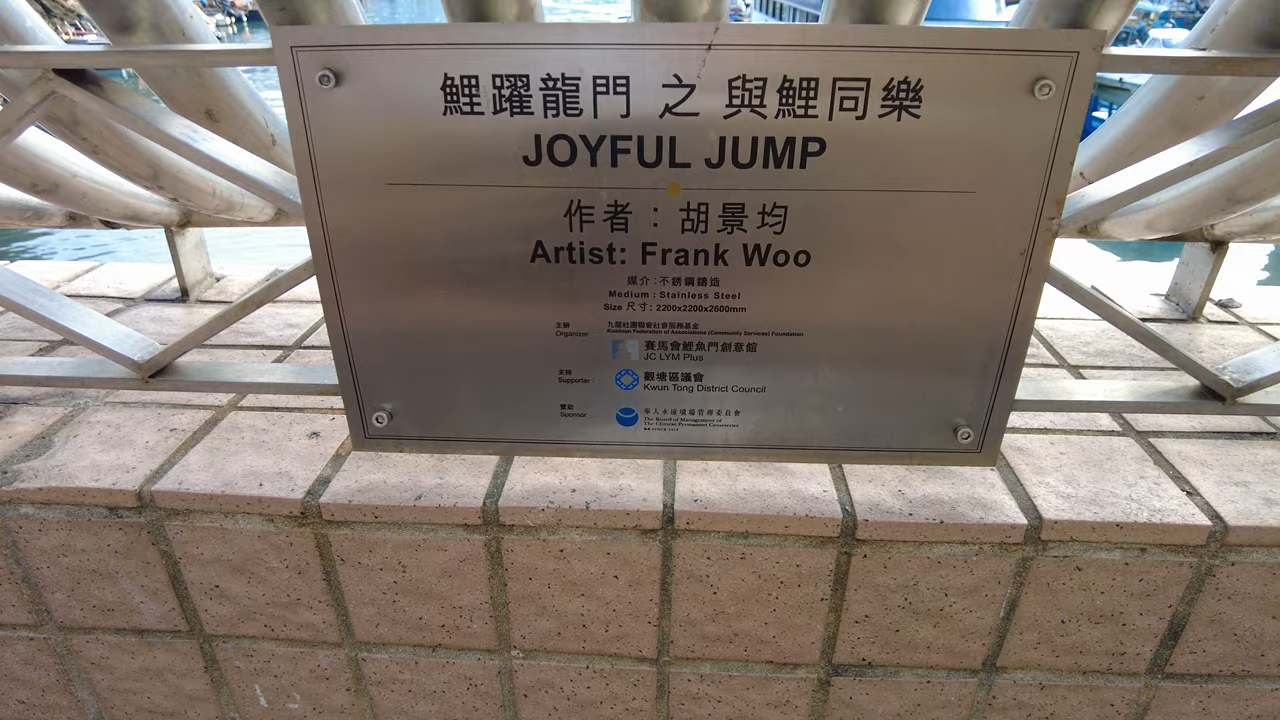 鯉躍龍門 之 與鯉同樂
JOYFUL JUMP
作者：胡景均
Artist: Frank Woo
媒介：不銹鋼鑄造
Medium : Stainless Steel
Size 尺寸 : 2200x2200x2600mm
主辦
Organizer :
九龍社團聯會社會服務基金
Kowloon Federation of Associations (Community Services) Foundation
賽馬會鯉魚門創意館
JC LYM Plus
支持
Supporter :
觀塘區議會
Kwun Tong District Council
贊助
Sponsor :
華人永遠墳場管理委員會
The Board of Management of
The Chinese Permanent Cemeteries